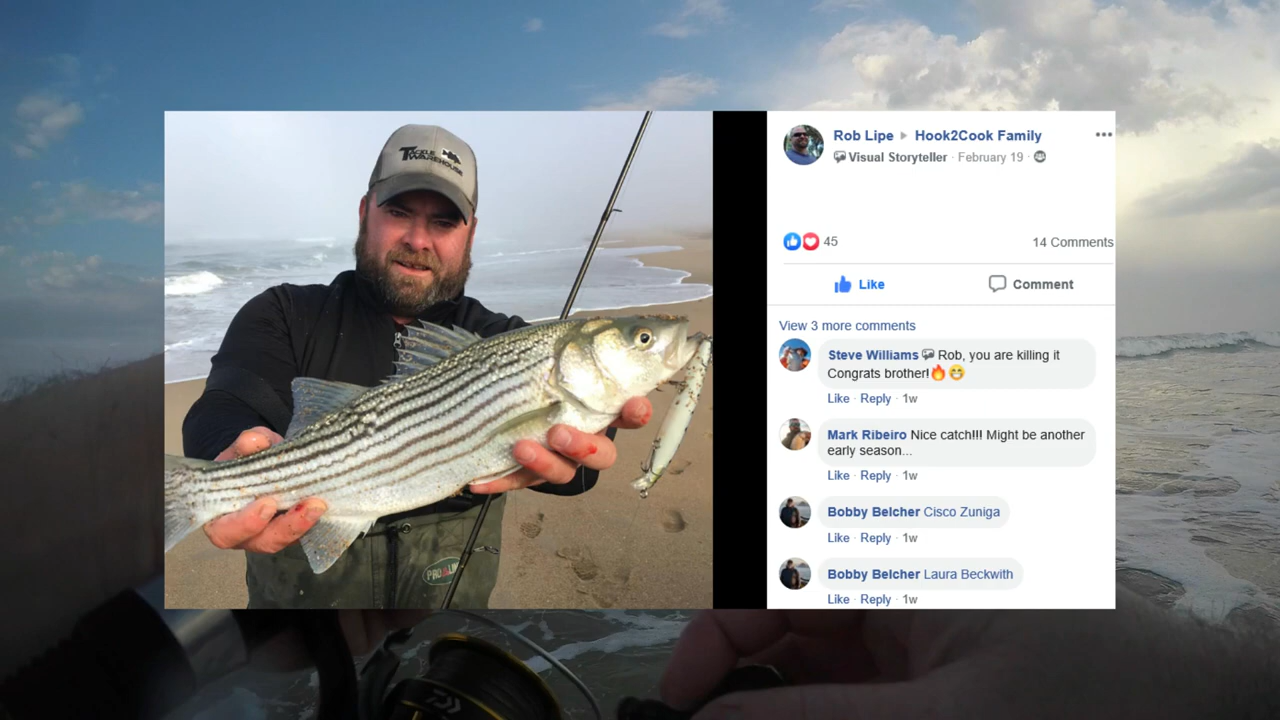 TACKLE
WAREHOUSE
Rob Lipe ▸ Hook2Cook Family
Visual Storyteller · February 19 ·
45
14 Comments
Like
Comment
View 3 more comments
Steve Williams Rob, you are killing it
Congrats brother!🔥😁
Like · Reply · 1w
Mark Ribeiro Nice catch!!! Might be another
early season...
Like · Reply · 1w
Bobby Belcher Cisco Zuniga
Like · Reply · 1w
Bobby Belcher Laura Beckwith
Like · Reply · 1w